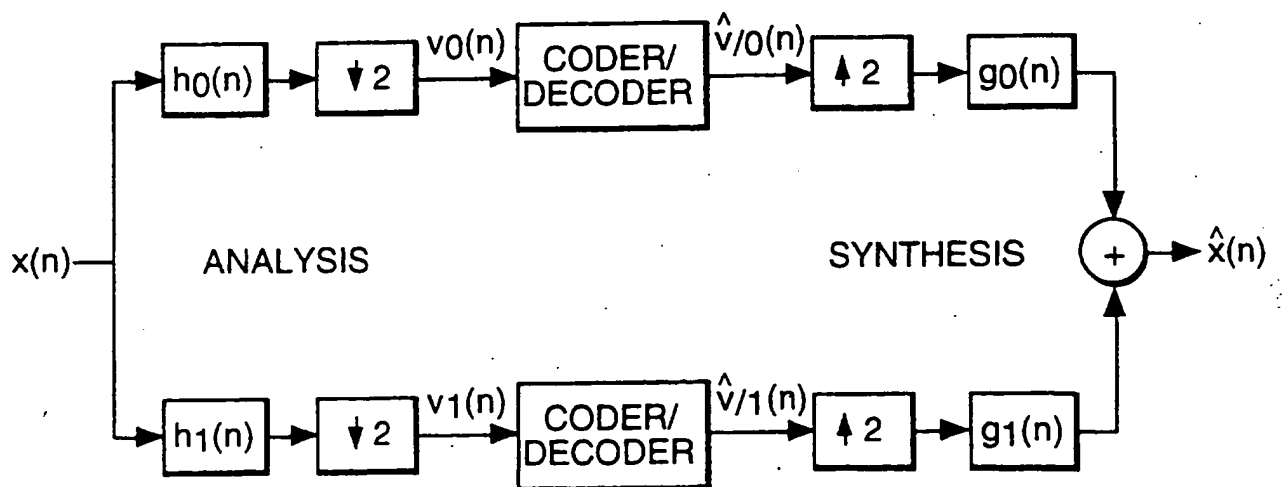 h0(n) ↓2 v0(n) CODER/ v̂/0(n) ↑2 g0(n)
DECODER
x(n) ANALYSIS SYNTHESIS + x̂(n)
h1(n) ↓2 v1(n) CODER/ v̂/1(n) ↑2 g1(n)
DECODER